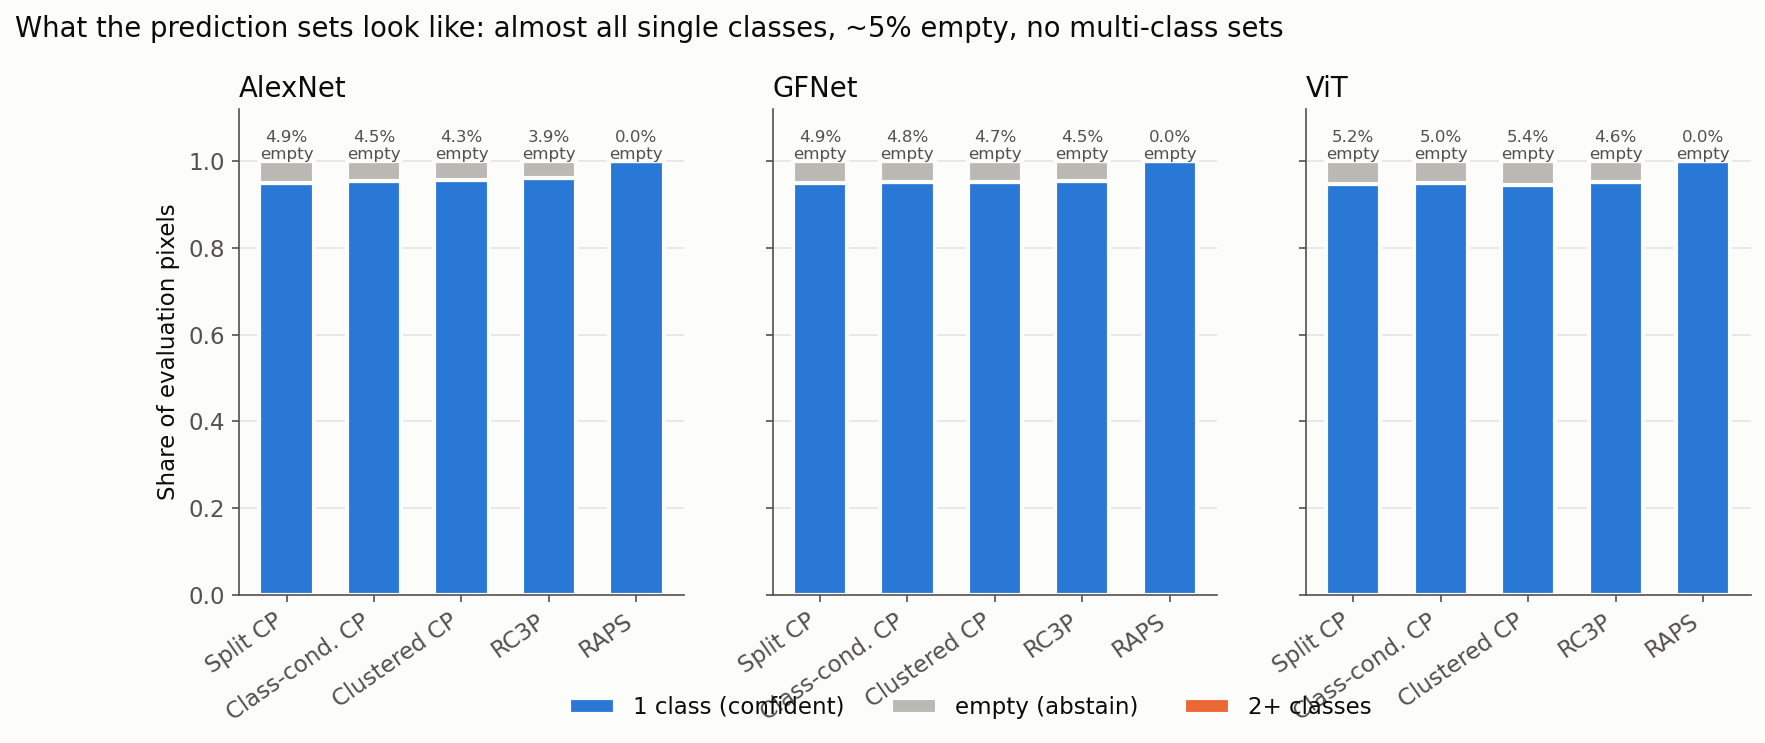 What the prediction sets look like: almost all single classes, ~5% empty, no multi-class sets
AlexNet
4.9% empty
4.5% empty
4.3% empty
3.9% empty
0.0% empty
Share of evaluation pixels
1.0
0.8
0.6
0.4
0.2
0.0
Split CP
Class-cond. CP
Clustered CP
RC3P
RAPS
GFNet
4.9% empty
4.8% empty
4.7% empty
4.5% empty
0.0% empty
Split CP
Class-cond. CP
Clustered CP
RC3P
RAPS
ViT
5.2% empty
5.0% empty
5.4% empty
4.6% empty
0.0% empty
Split CP
Class-cond. CP
Clustered CP
RC3P
RAPS
1 class (confident)
empty (abstain)
2+ classes